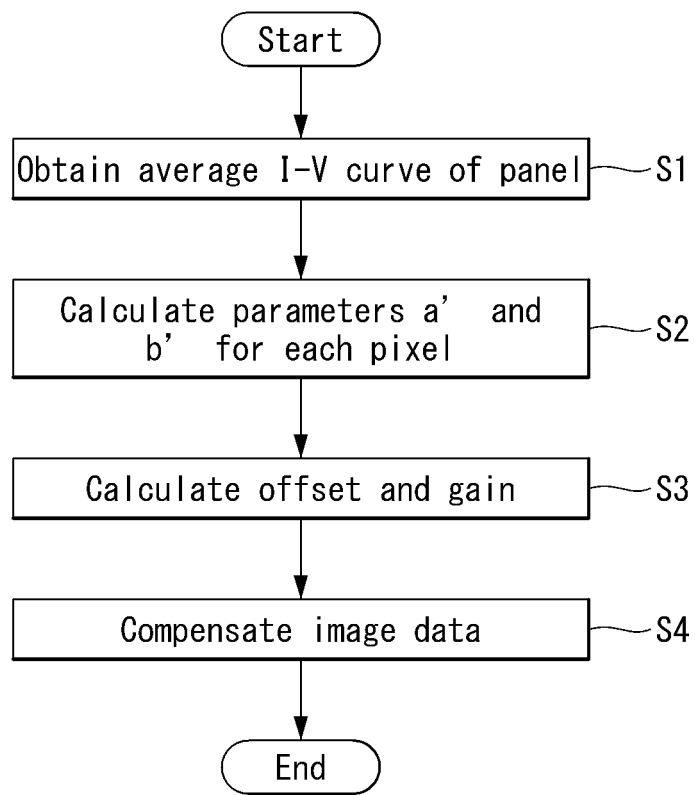 Start
Obtain average I-V curve of panel
S1
Calculate parameters a' and
b' for each pixel
S2
Calculate offset and gain
S3
Compensate image data
S4
End